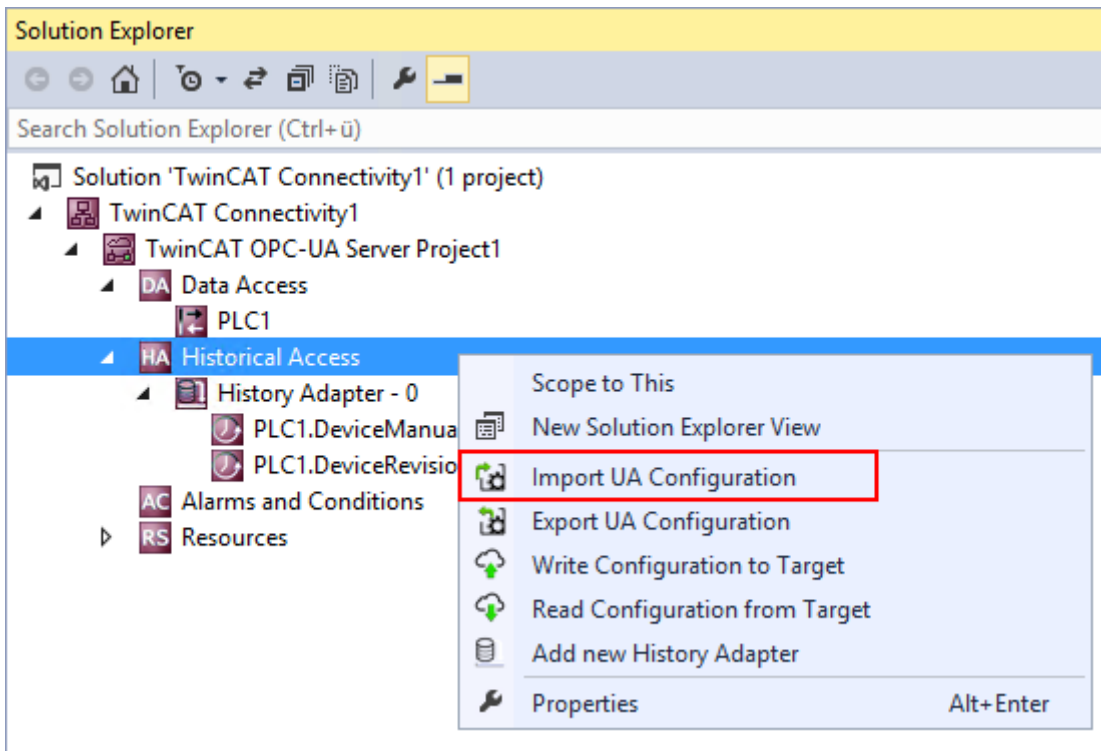 Solution Explorer
Search Solution Explorer (Ctrl+ü)
Solution 'TwinCAT Connectivity1' (1 project)
TwinCAT Connectivity1
TwinCAT OPC-UA Server Project1
DA Data Access
PLC1
HA Historical Access
History Adapter - 0
PLC1.DeviceManua
PLC1.DeviceRevisio
AC Alarms and Conditions
RS Resources
Scope to This
New Solution Explorer View
Import UA Configuration
Export UA Configuration
Write Configuration to Target
Read Configuration from Target
Add new History Adapter
Properties Alt+Enter